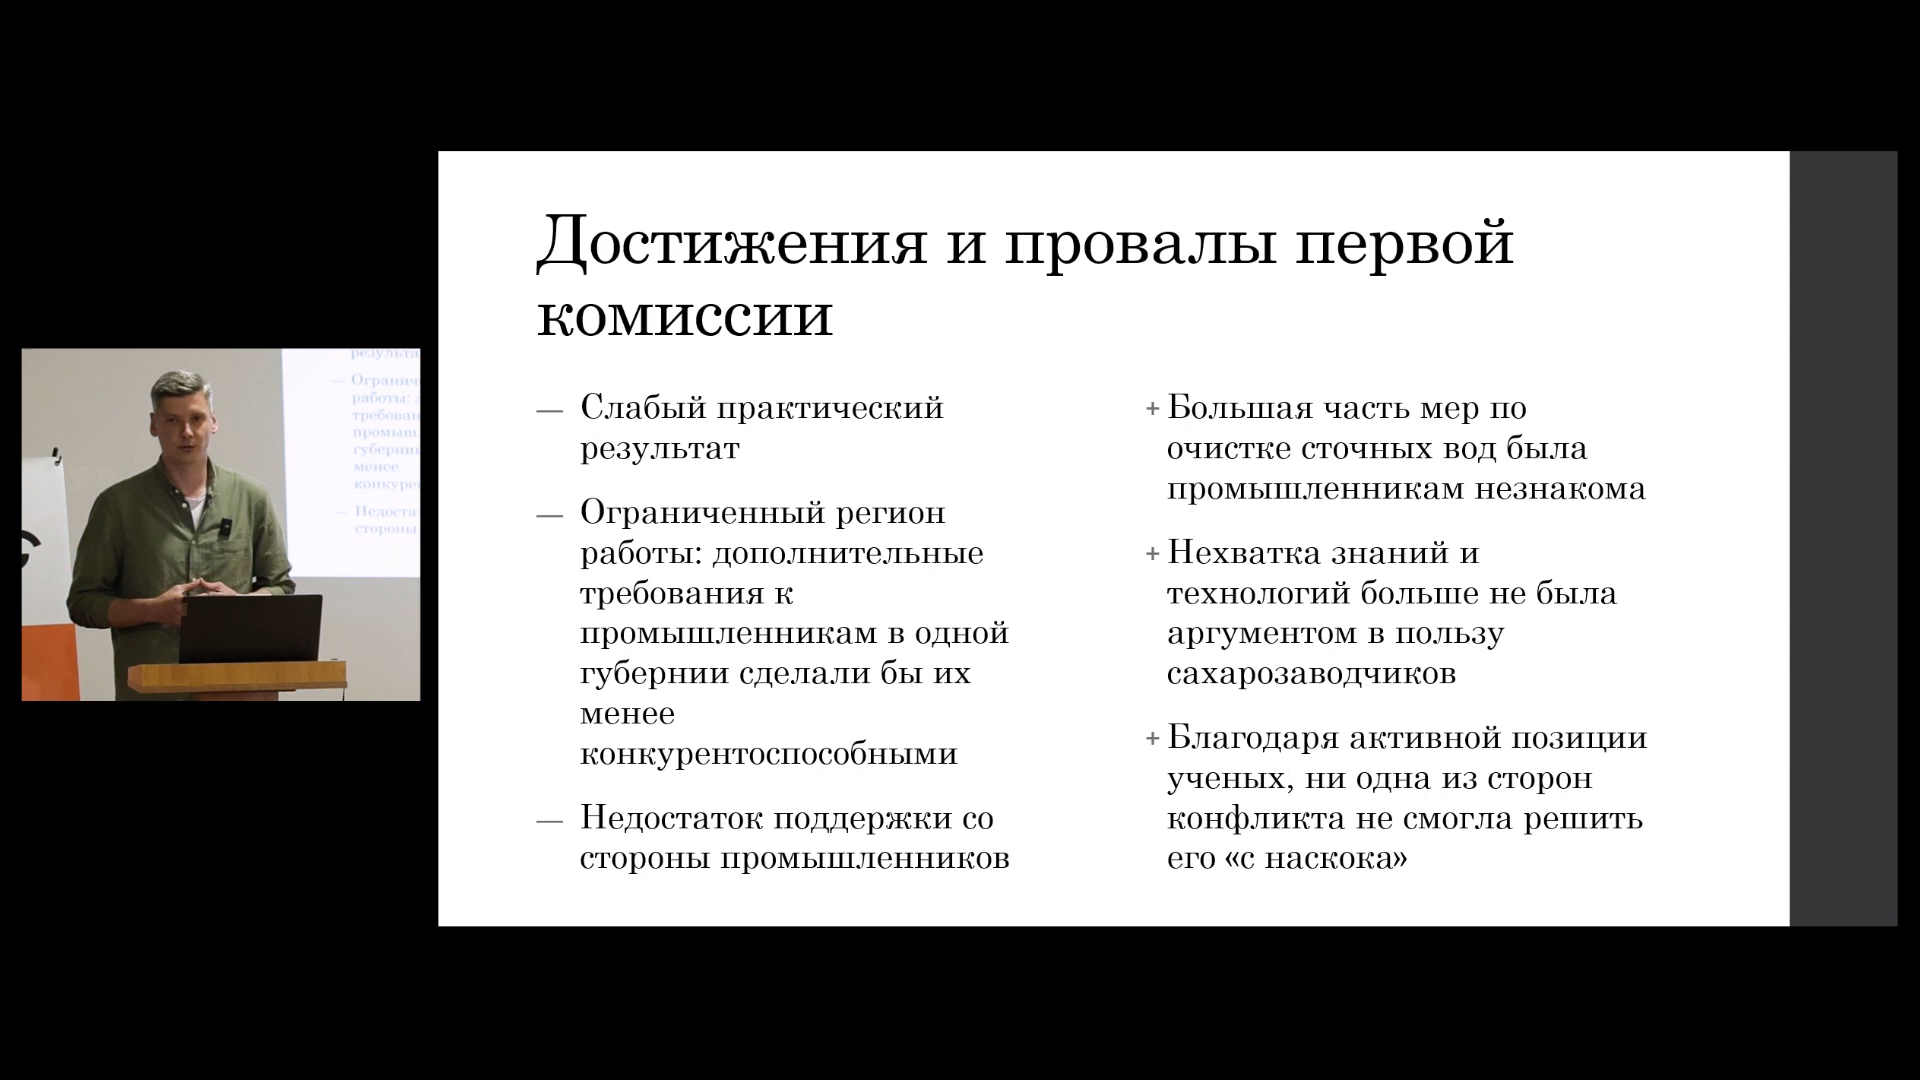 Достижения и провалы первой
комиссии
— Слабый практический
результат
— Ограниченный регион
работы: дополнительные
требования к
промышленникам в одной
губернии сделали бы их
менее
конкурентоспособными
— Недостаток поддержки со
стороны промышленников
+ Большая часть мер по
очистке сточных вод была
промышленникам незнакома
+ Нехватка знаний и
технологий больше не была
аргументом в пользу
сахарозаводчиков
+ Благодаря активной позиции
ученых, ни одна из сторон
конфликта не смогла решить
его «с наскока»
работы:
менее
стороны